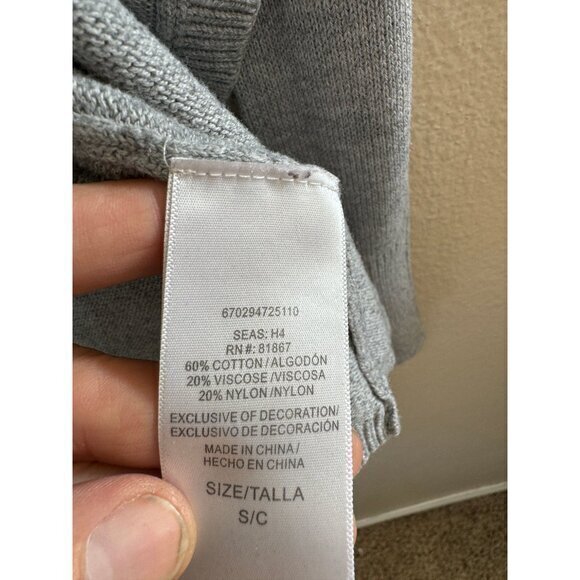 670294725110
SEAS: H4
RN#: 81867
60% COTTON/ALGODÓN
20% VISCOSE/VISCOSA
20% NYLON/NYLON
EXCLUSIVE OF DECORATION/
EXCLUSIVO DE DECORACIÓN
MADE IN CHINA/
HECHO EN CHINA
SIZE/TALLA
S/C